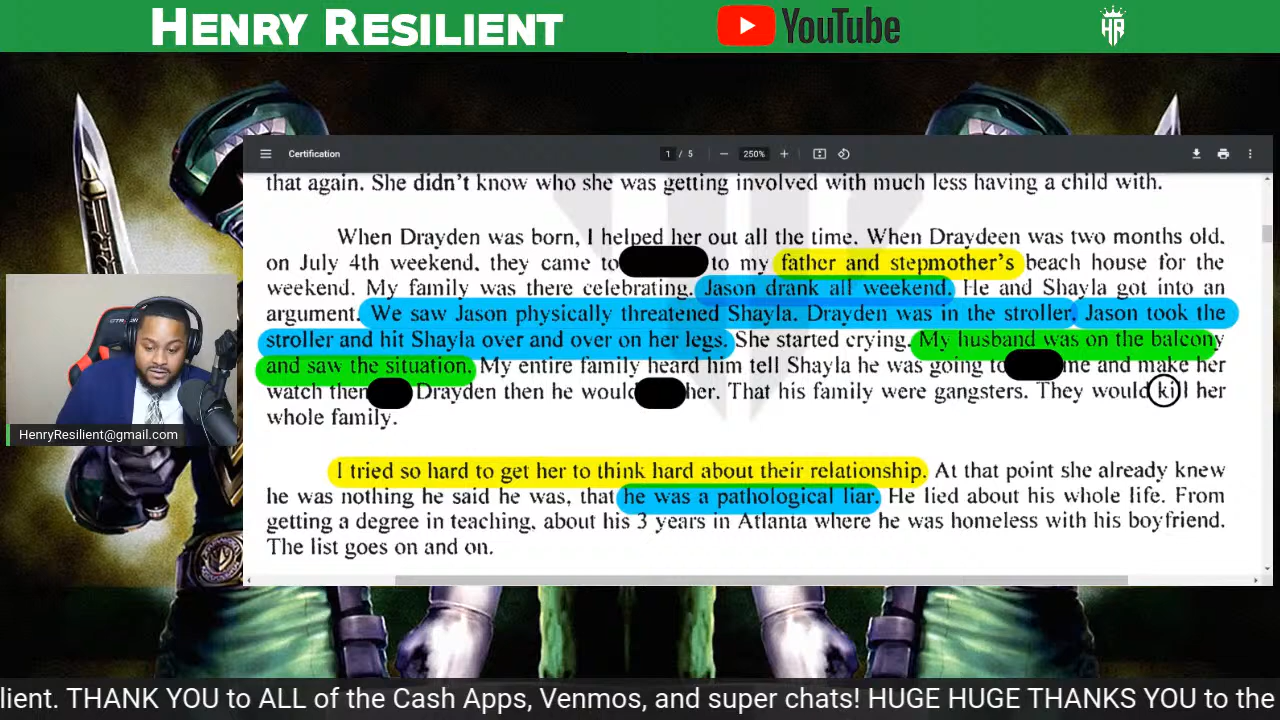 HENRY RESILIENT
YouTube
HR
Certification
1 / 5
250%
that again. She didn't know who she was getting involved with much less having a child with.
When Drayden was born, I helped her out all the time. When Draydeen was two months old,
on July 4th weekend, they came to to my father and stepmother's beach house for the
weekend. My family was there celebrating. Jason drank all weekend. He and Shayla got into an
argument. We saw Jason physically threatened Shayla. Drayden was in the stroller. Jason took the
stroller and hit Shayla over and over on her legs. She started crying. My husband was on the balcony
and saw the situation. My entire family heard him tell Shayla he was going to me and make her
watch then Drayden then he would her. That his family were gangsters. They would kill her
whole family.
I tried so hard to get her to think hard about their relationship. At that point she already knew
he was nothing he said he was, that he was a pathological liar. He lied about his whole life. From
getting a degree in teaching, about his 3 years in Atlanta where he was homeless with his boyfriend.
The list goes on and on.
HenryResilient@gmail.com
lient. THANK YOU to ALL of the Cash Apps, Venmos, and super chats! HUGE HUGE THANKS YOU to the